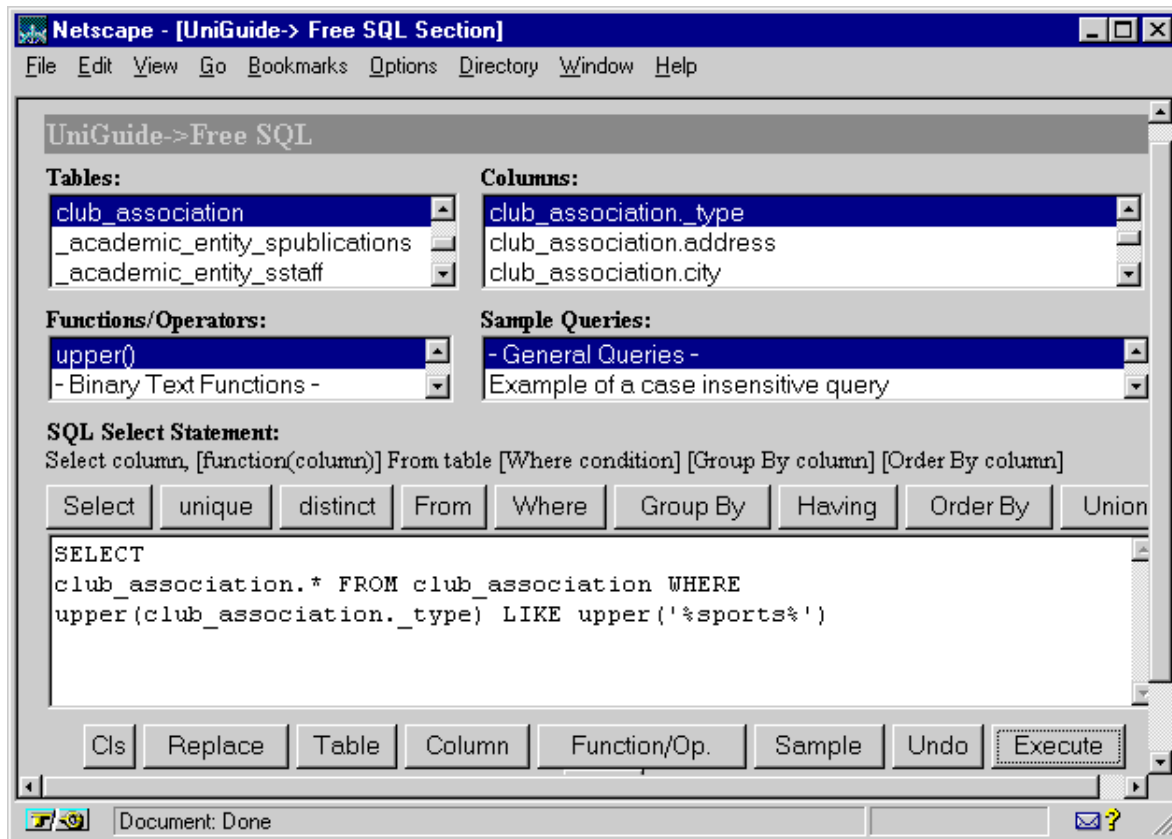 Netscape - [UniGuide-> Free SQL Section]
File Edit View Go Bookmarks Options Directory Window Help
UniGuide->Free SQL
Tables: Columns:
club_association club_association._type
_academic_entity_spublications club_association.address
_academic_entity_sstaff club_association.city
Functions/Operators: Sample Queries:
upper() - General Queries -
- Binary Text Functions - Example of a case insensitive query
SQL Select Statement:
Select column, [function(column)] From table [Where condition] [Group By column] [Order By column]
Select unique distinct From Where Group By Having Order By Union
SELECT
club_association.* FROM club_association WHERE
upper(club_association._type) LIKE upper('%sports%')
Cls Replace Table Column Function/Op. Sample Undo Execute
Document: Done